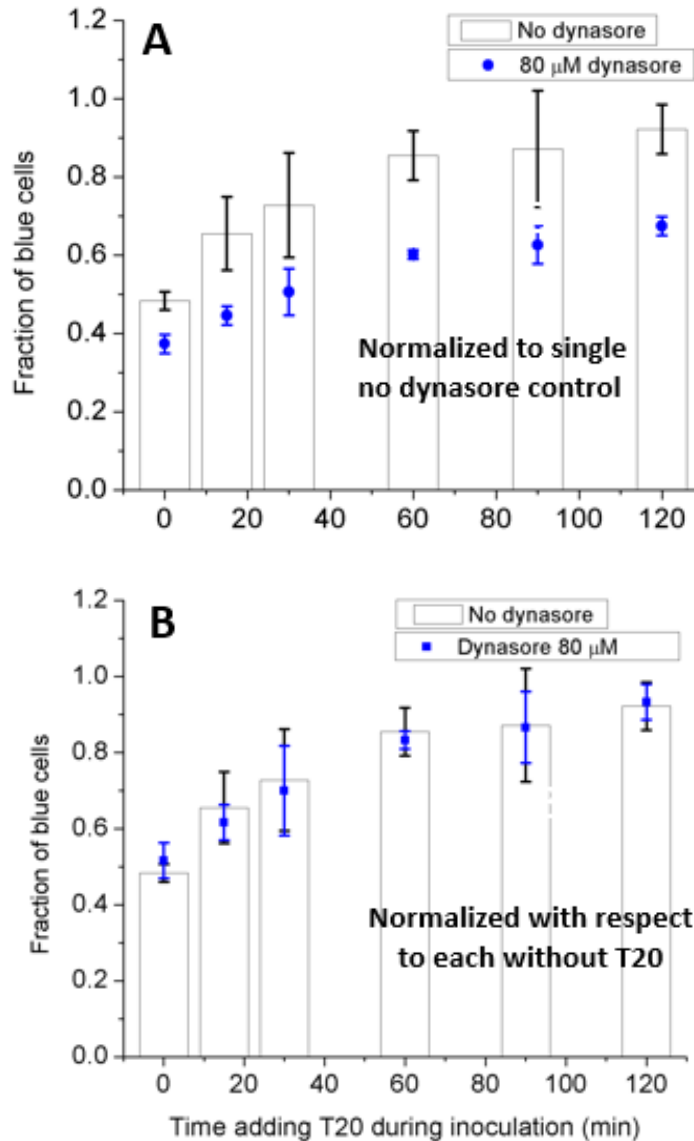 A
No dynasore
80 μM dynasore
1.2
1.0
0.8
0.6
0.4
0.2
0.0
Fraction of blue cells
Normalized to single
no dynasore control
0 20 40 60 80 100 120
B
No dynasore
Dynasore 80 μM
1.2
1.0
0.8
0.6
0.4
0.2
0.0
Fraction of blue cells
Normalized with respect
to each without T20
0 20 40 60 80 100 120
Time adding T20 during inoculation (min)